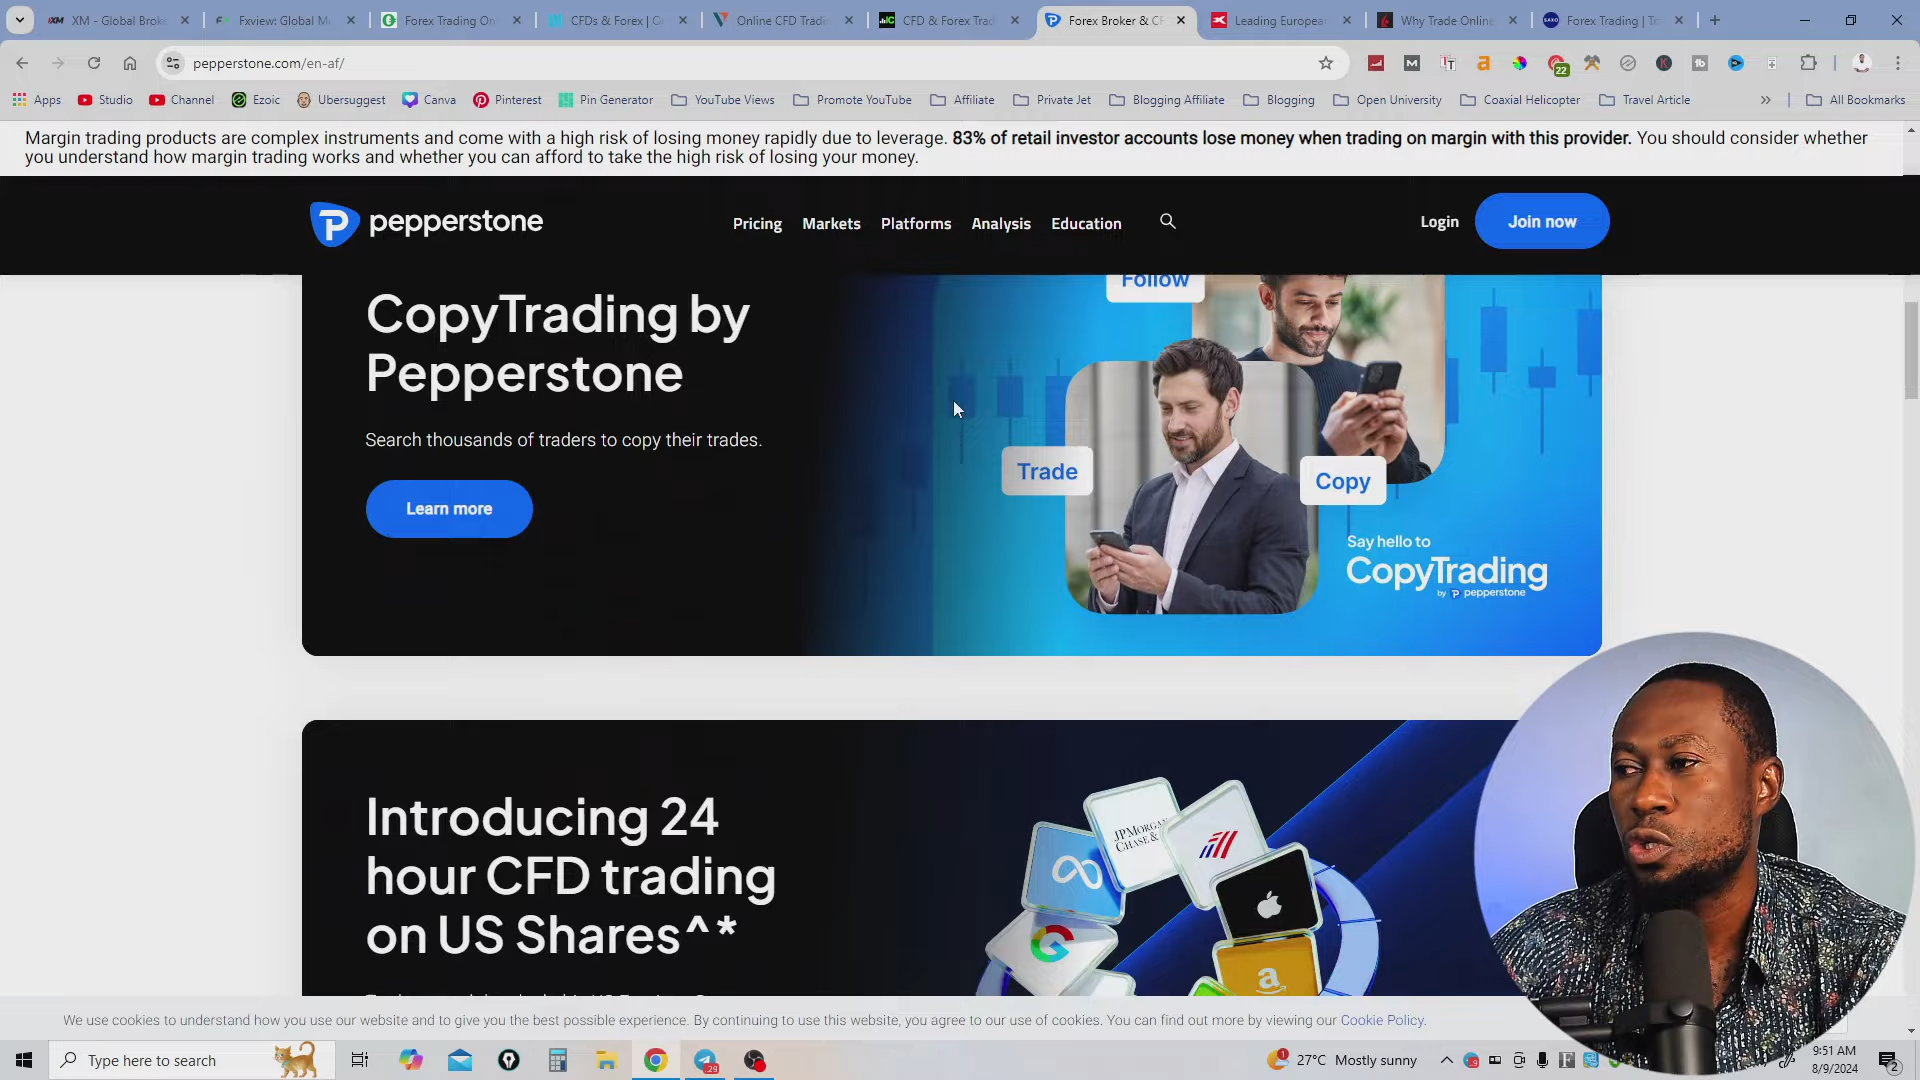 XM - Global Broke
Fxview: Global M
Forex Trading On
CFDs & Forex | G
Online CFD Tradin
CFD & Forex Trad
Forex Broker & CF
Leading European
Why Trade Online
Forex Trading | Tr
pepperstone.com/en-af/
22
Apps
Studio
Channel
Ezoic
Ubersuggest
Canva
Pinterest
Pin Generator
YouTube Views
Promote YouTube
Affiliate
Private Jet
Blogging Affiliate
Blogging
Open University
Coaxial Helicopter
Travel Article
All Bookmarks
Margin trading products are complex instruments and come with a high risk of losing money rapidly due to leverage. 83% of retail investor accounts lose money when trading on margin with this provider. You should consider whether
you understand how margin trading works and whether you can afford to take the high risk of losing your money.
pepperstone
Pricing
Markets
Platforms
Analysis
Education
Login
Join now
Follow
CopyTrading by
Pepperstone
Search thousands of traders to copy their trades.
Learn more
Trade
Copy
Say hello to
CopyTrading
by pepperstone
Introducing 24
hour CFD trading
on US Shares^*
JPMORGAN
CHASE &
We use cookies to understand how you use our website and to give you the best possible experience. By continuing to use this website, you agree to our use of cookies. You can find out more by viewing our Cookie Policy.
Type here to search
27°C Mostly sunny
9:51 AM
8/9/2024